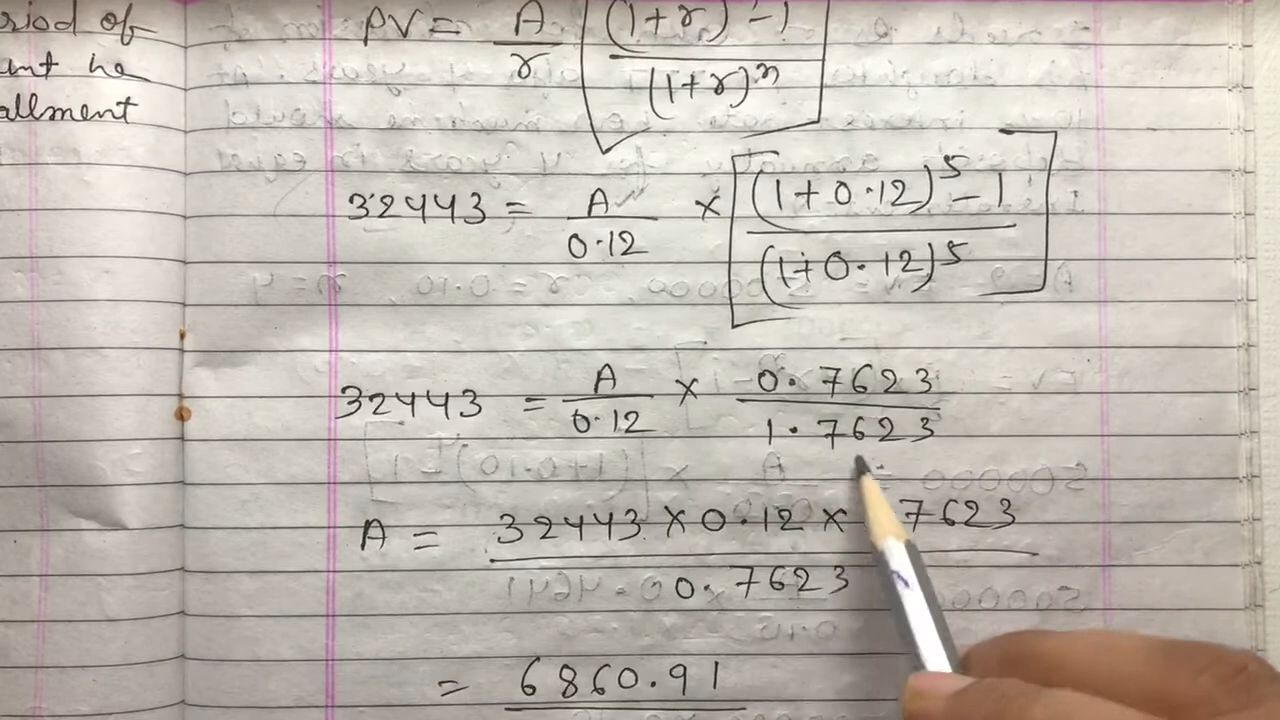 riod of
ant he
allment
PV = A/r [(1+r) - 1 / (1+r)^n]
32443 = A/0.12 × [(1+0.12)^5 - 1 / (1+0.12)^5]
32443 = A/0.12 × 0.7623/1.7623
A = 32443 × 0.12 × 7623 / 0.7623
= 6860.91